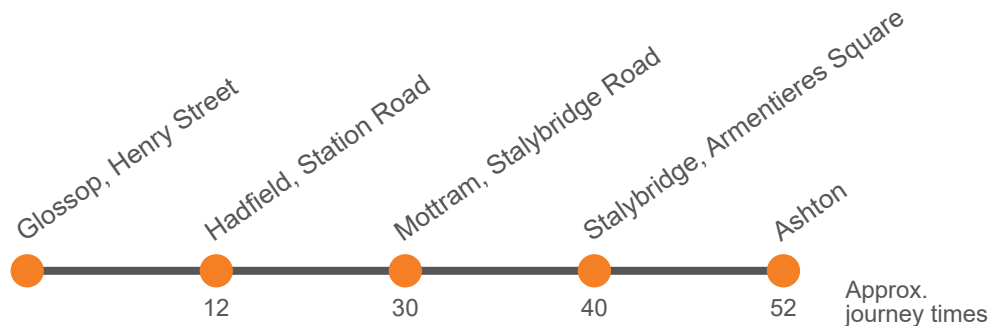 Glossop, Henry Street
Hadfield, Station Road
Mottram, Stalybridge Road
Stalybridge, Armentieres Square
Ashton
12
30
40
52
Approx.
journey times